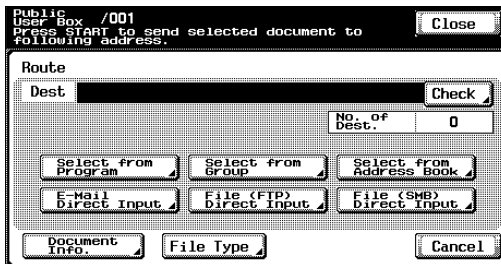 Public
User Box /001
Press START to send selected document to
following address.
Close
Route
Dest
Check
No. of
Dest.
0
Select from
Program
Select from
Group
Select from
Address Book
E-Mail
Direct Input
File (FTP)
Direct Input
File (SMB)
Direct Input
Document
Info.
File Type
Cancel